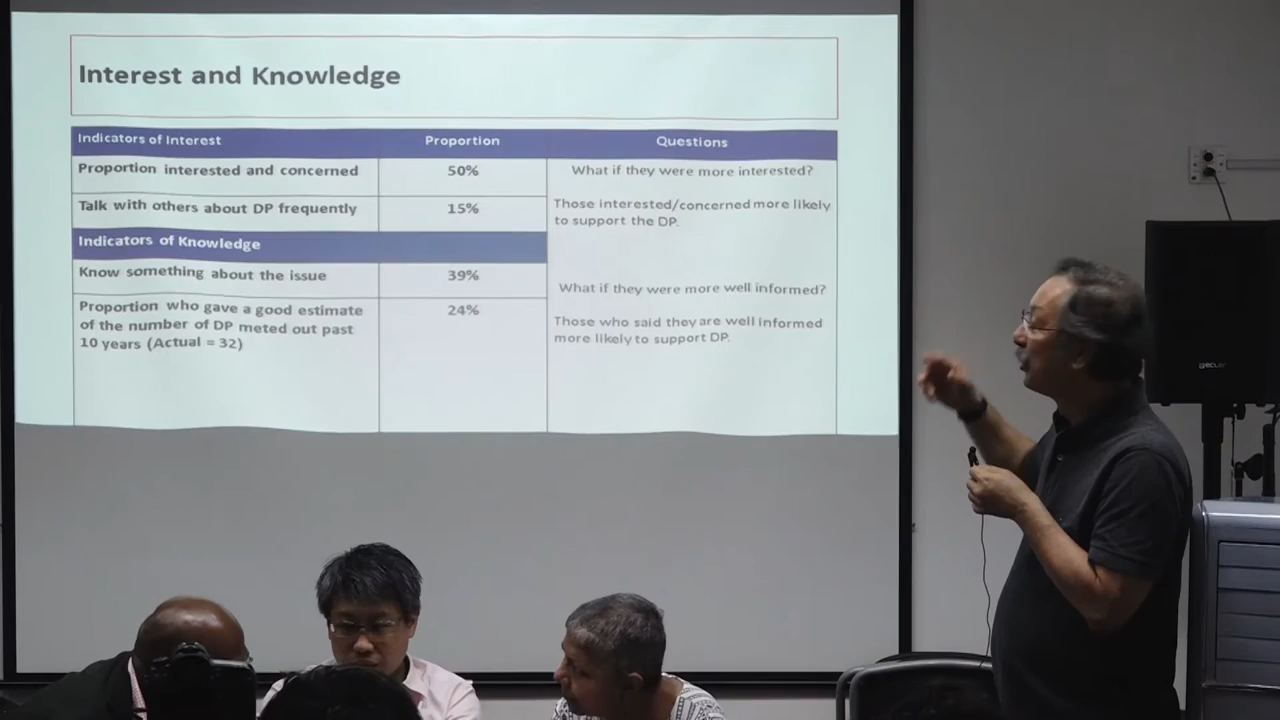 Interest and Knowledge
Indicators of Interest Proportion Questions
Proportion interested and concerned 50% What if they were more interested?
Talk with others about DP frequently 15% Those interested/concerned more likely
to support the DP.
Indicators of Knowledge
Know something about the issue 39% What if they were more well informed?
Proportion who gave a good estimate 24%
of the number of DP meted out past Those who said they are well informed
10 years (Actual = 32) more likely to support DP.